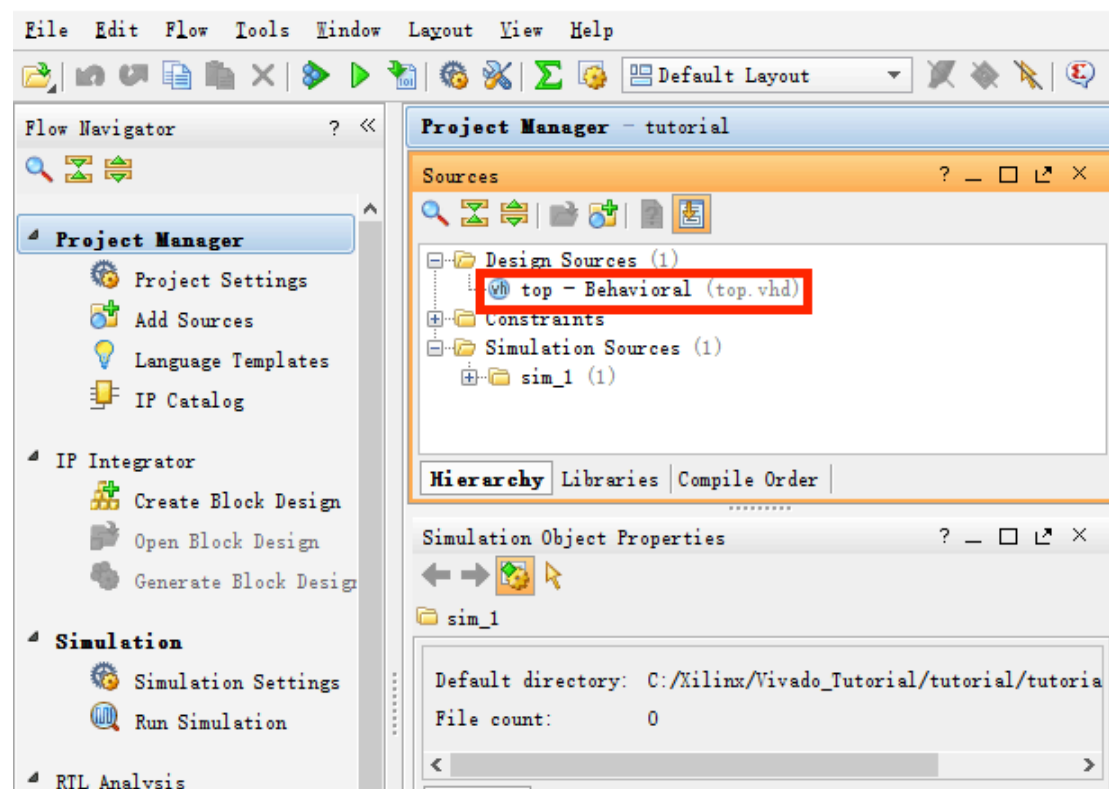 File Edit Flow Tools Window Layout View Help
Default Layout
Flow Navigator
Project Manager
Project Settings
Add Sources
Language Templates
IP Catalog
IP Integrator
Create Block Design
Open Block Design
Generate Block Desig
Simulation
Simulation Settings
Run Simulation
RTL Analysis
Project Manager - tutorial
Sources
Design Sources (1)
top - Behavioral (top.vhd)
Constraints
Simulation Sources (1)
sim_1 (1)
Hierarchy Libraries Compile Order
Simulation Object Properties
sim_1
Default directory: C:/Xilinx/Vivado_Tutorial/tutorial/tutoria
File count: 0